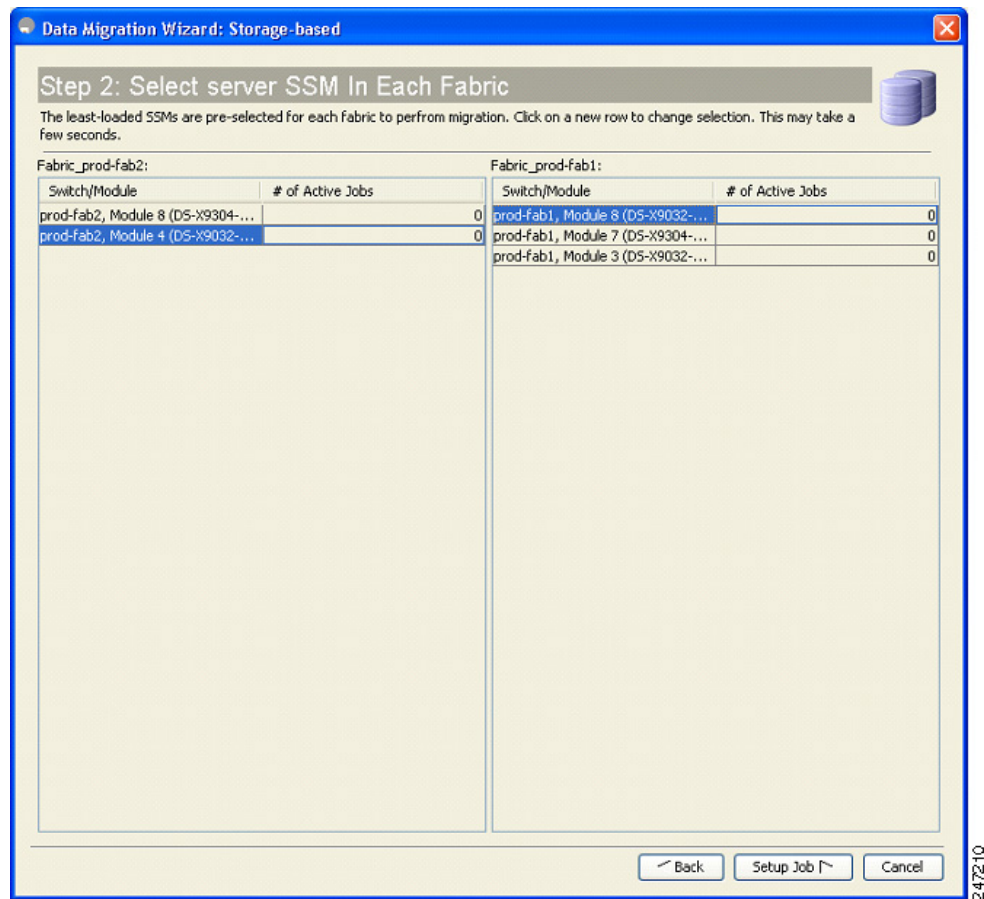 Data Migration Wizard: Storage-based
Step 2: Select server SSM In Each Fabric
The least-loaded SSMs are pre-selected for each fabric to perfrom migration. Click on a new row to change selection. This may take a
few seconds.
Fabric_prod-fab2:
Switch/Module # of Active Jobs
prod-fab2, Module 8 (DS-X9304-... 0
prod-fab2, Module 4 (DS-X9032-... 0
Fabric_prod-fab1:
Switch/Module # of Active Jobs
prod-fab1, Module 8 (DS-X9032-... 0
prod-fab1, Module 7 (DS-X9304-... 0
prod-fab1, Module 3 (DS-X9032-... 0
Back Setup Job Cancel
247210